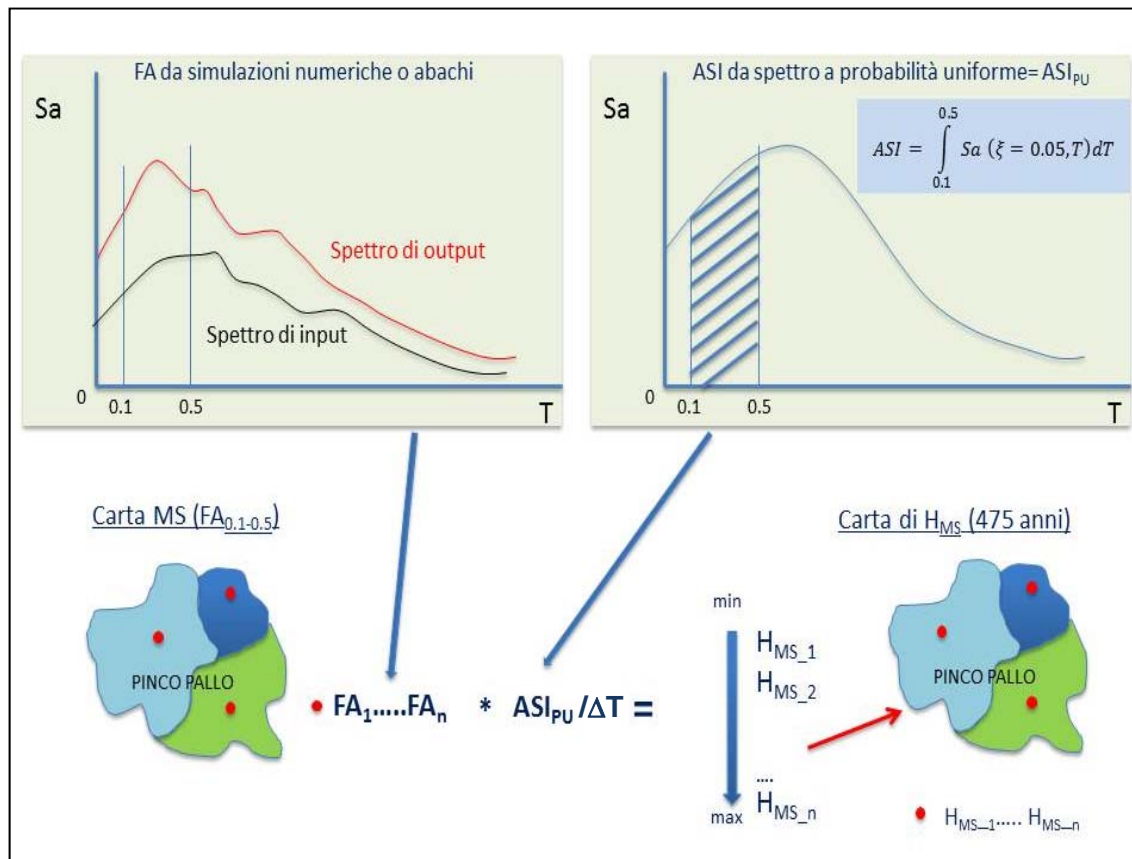 FA da simulazioni numeriche o abachi
Sa
Spettro di output
Spettro di input
0
0.1
0.5
T
ASI da spettro a probabilità uniforme= ASI_PU
Sa
0.5
ASI = ∫ Sa (ξ = 0.05, T)dT
0.1
0
0.1
0.5
T
Carta MS (FA_0.1-0.5)
PINCO PALLO
FA_1.....FA_n * ASI_PU /ΔT =
min
H_MS_1
H_MS_2
....
H_MS_n
max
Carta di H_MS (475 anni)
PINCO PALLO
H_MS_1..... H_MS_n